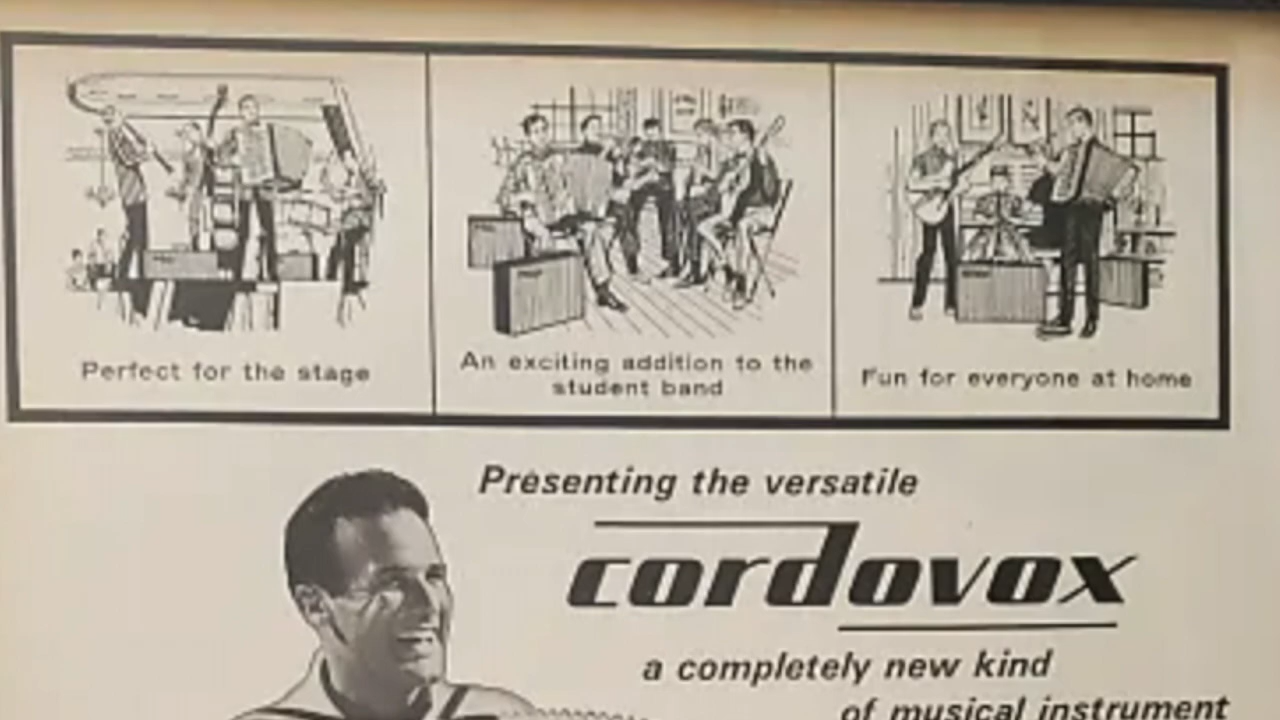 Perfect for the stage
An exciting addition to the
student band
Fun for everyone at home
Presenting the versatile
cordovox
a completely new kind
of musical instrument